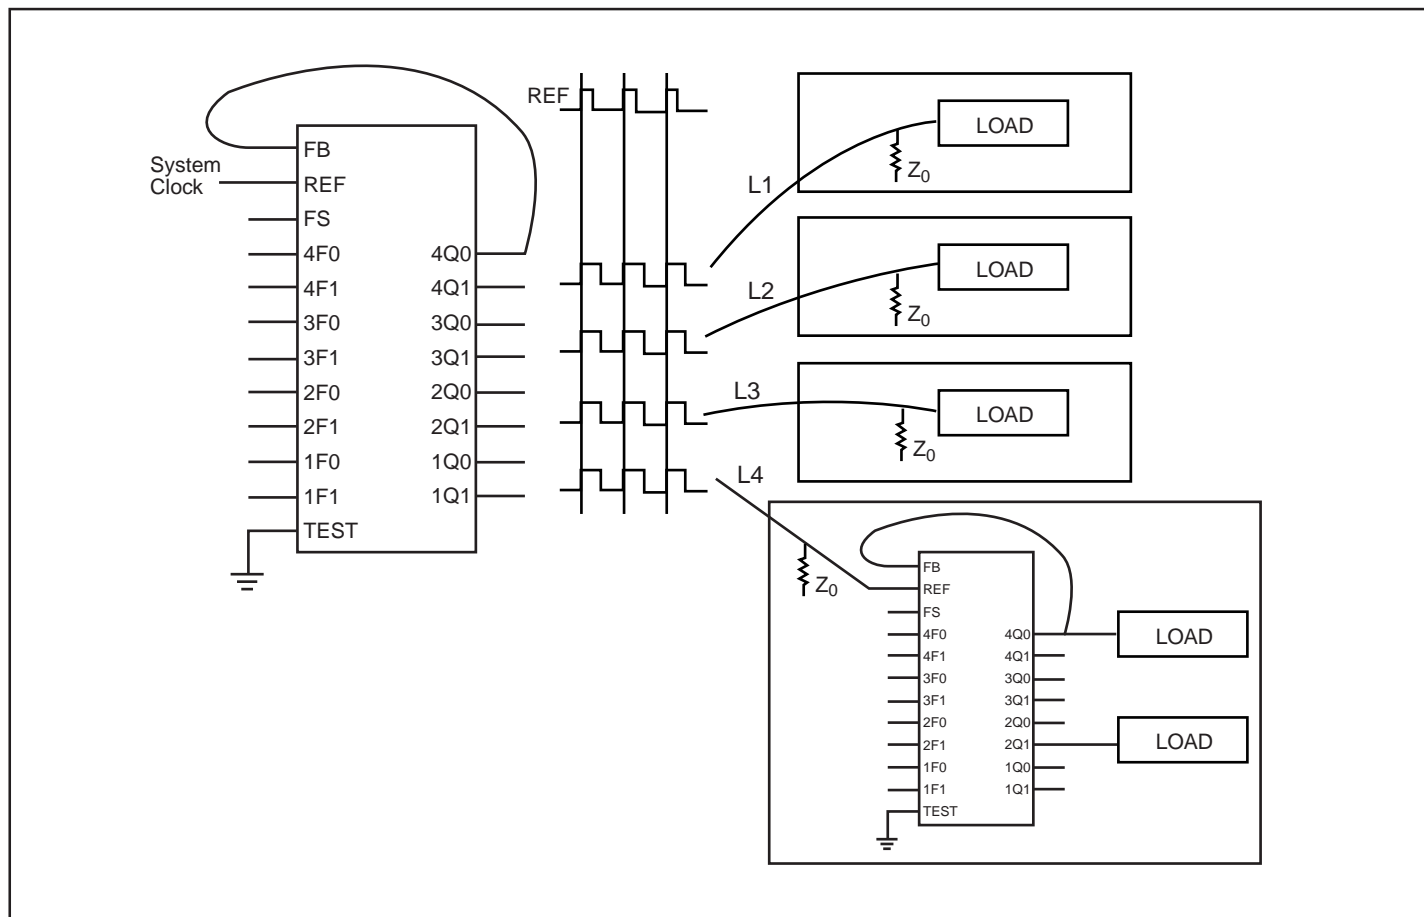 System
Clock
FB
REF
FS
4F0
4F1
3F0
3F1
2F0
2F1
1F0
1F1
TEST
4Q0
4Q1
3Q0
3Q1
2Q0
2Q1
1Q0
1Q1
REF
L1
LOAD
Z0
L2
LOAD
Z0
L3
LOAD
Z0
L4
Z0
FB
REF
FS
4F0
4F1
3F0
3F1
2F0
2F1
1F0
1F1
TEST
4Q0
4Q1
3Q0
3Q1
2Q0
2Q1
1Q0
1Q1
LOAD
LOAD